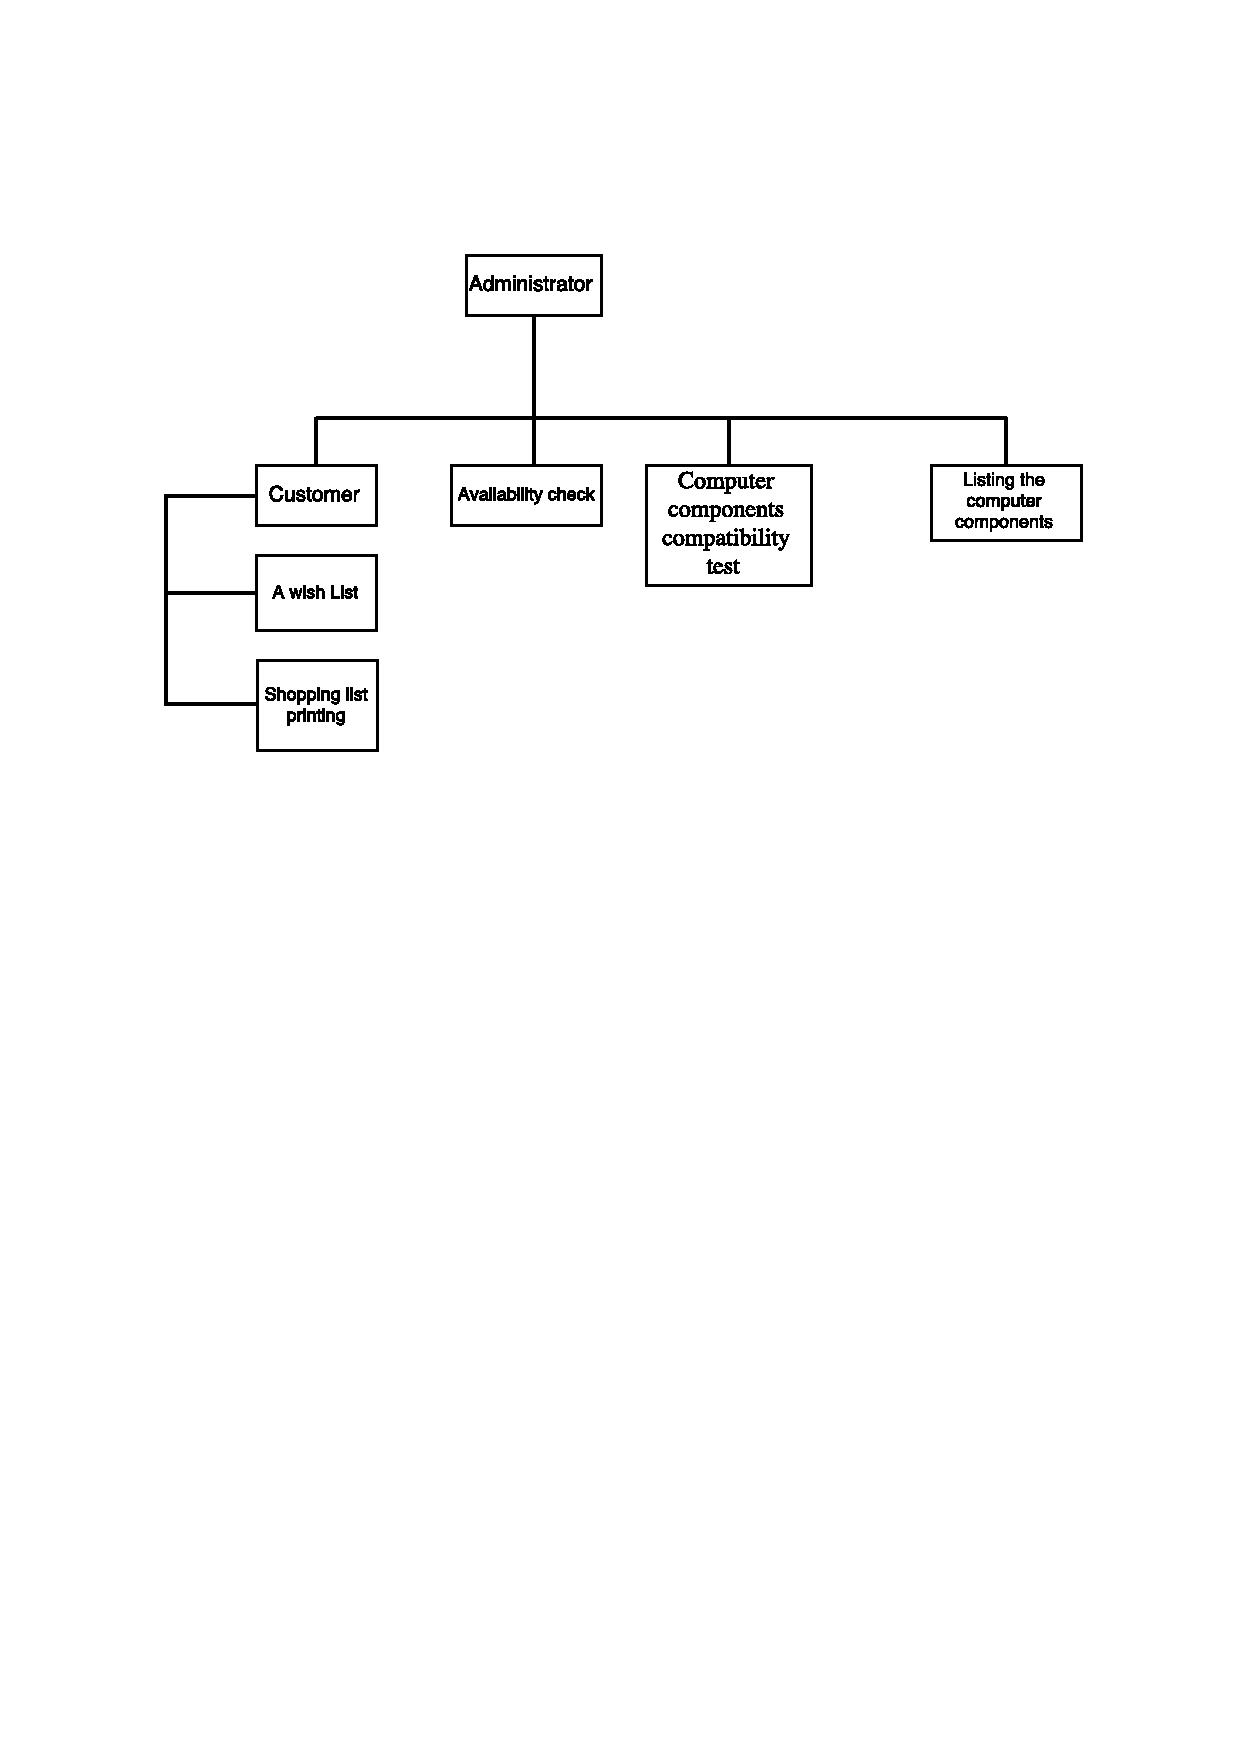 Administrator
Customer
Availability check
Computer
components
compatibility
test
Listing the
computer
components
A wish List
Shopping list
printing